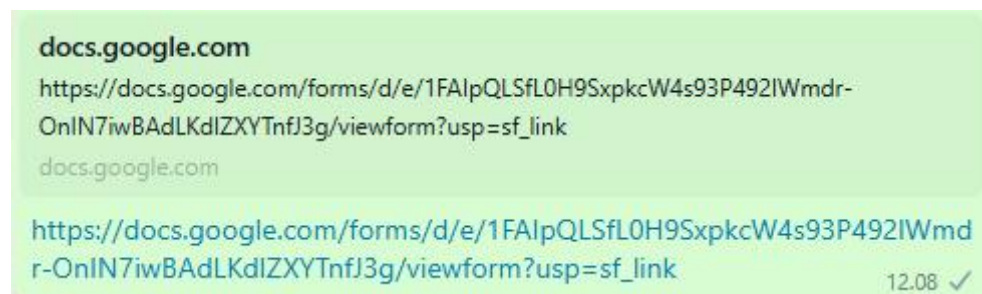 docs.google.com
https://docs.google.com/forms/d/e/1FAIpQLSfL0H9SxpkcW4s93P492IWmdr-
OnIN7iwBAdLKdIZXYTnfJ3g/viewform?usp=sf_link
docs.google.com
https://docs.google.com/forms/d/e/1FAIpQLSfL0H9SxpkcW4s93P492IWmd
r-OnIN7iwBAdLKdIZXYTnfJ3g/viewform?usp=sf_link
12.08